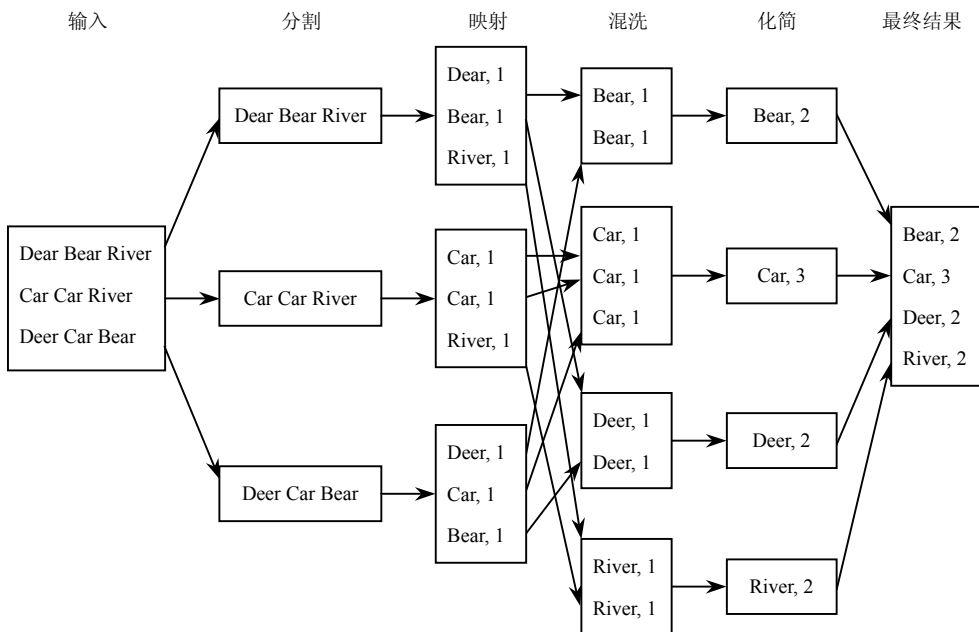 输入 分割 映射 混洗 化简 最终结果
Dear Bear River
Car Car River
Deer Car Bear
Dear Bear River
Car Car River
Deer Car Bear
Dear, 1
Bear, 1
River, 1
Car, 1
Car, 1
River, 1
Deer, 1
Car, 1
Bear, 1
Bear, 1
Bear, 1
Car, 1
Car, 1
Car, 1
Deer, 1
Deer, 1
River, 1
River, 1
Bear, 2
Car, 3
Deer, 2
River, 2
Bear, 2
Car, 3
Deer, 2
River, 2